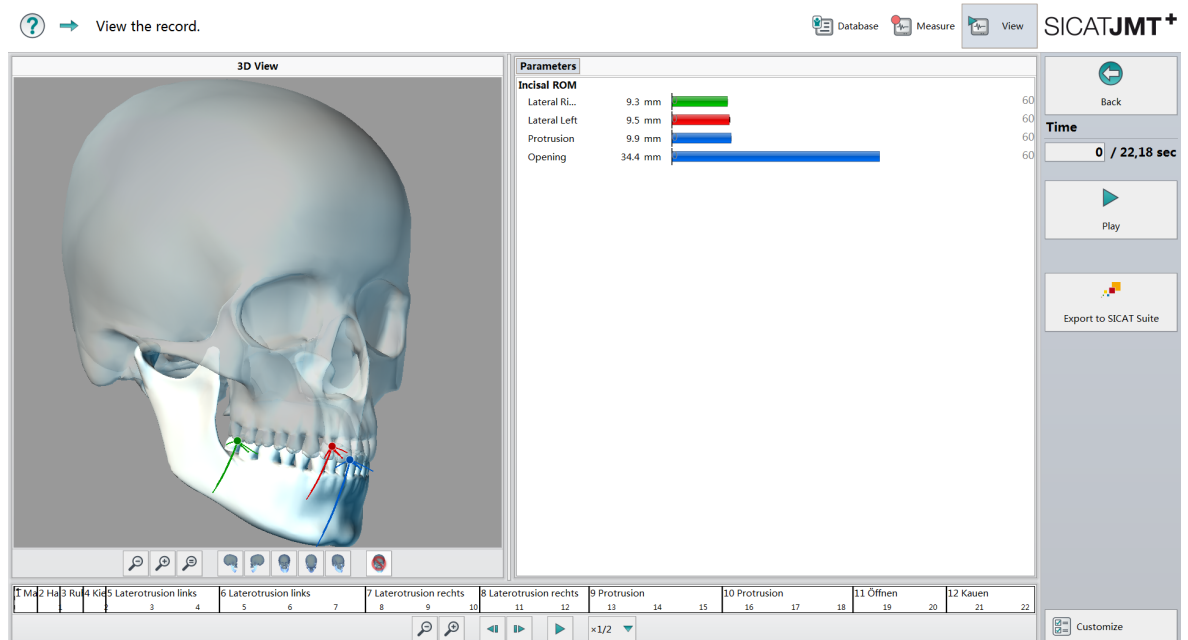 ? View the record.
Database Measure View SICATJMT+
3D View
Parameters
Incisal ROM
Lateral Ri... 9.3 mm 0 60
Lateral Left 9.5 mm 0 60
Protrusion 9.9 mm 0 60
Opening 34.4 mm 0 60
Back
Time
0 / 22,18 sec
Play
Export to SICAT Suite
1 Ma 2 Ha 3 Ruf 4 Kie 5 Laterotrusion links 6 Laterotrusion links 7 Laterotrusion rechts 8 Laterotrusion rechts 9 Protrusion 10 Protrusion 11 Öffnen 12 Kauen
1 2 3 4 5 6 7 8 9 10 11 12 13 14 15 16 17 18 19 20 21 22
×1/2
Customize